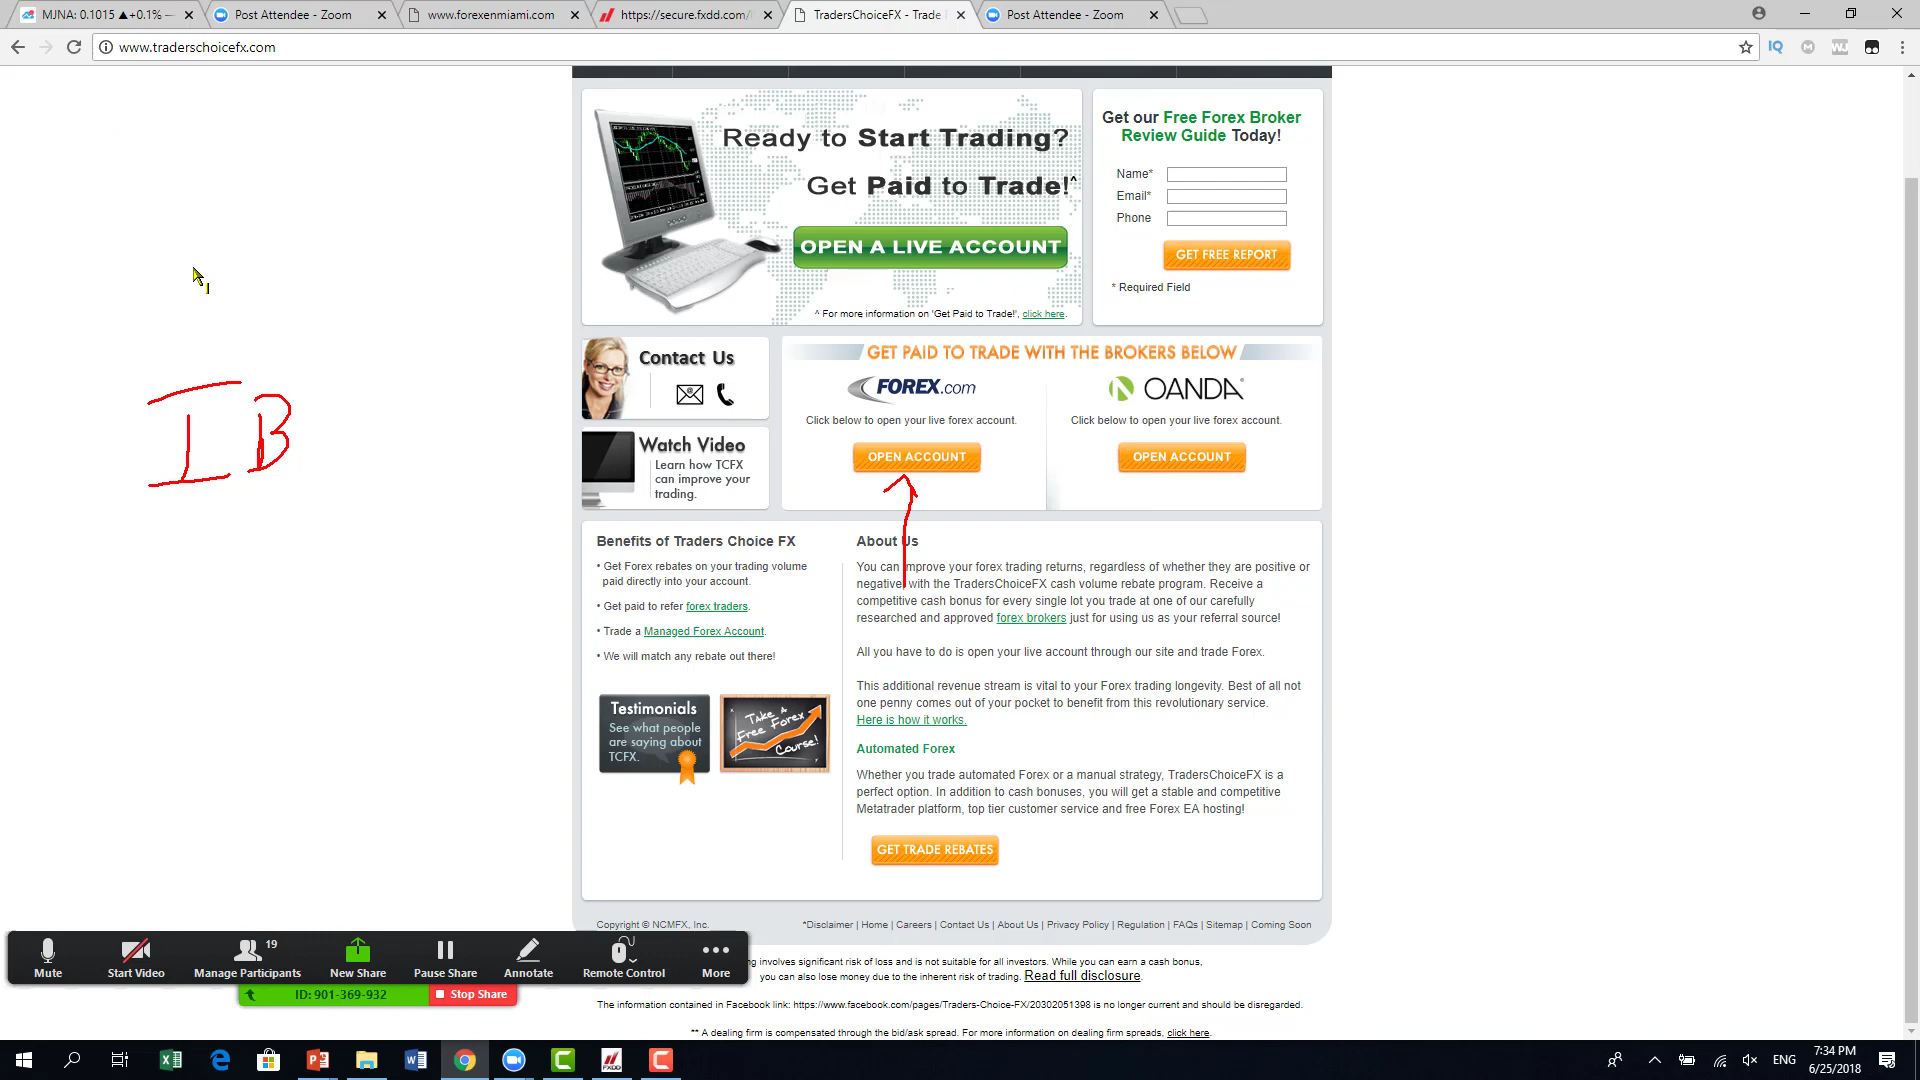 MJNA: 0.1015 ▲+0.1%
Post Attendee - Zoom
www.forexenmiami.com
https://secure.fxdd.com/
TradersChoiceFX - Trade
Post Attendee - Zoom
www.traderschoicefx.com
IQ
M
WJ
Ready to Start Trading?
Get Paid to Trade!^
OPEN A LIVE ACCOUNT
^ For more information on 'Get Paid to Trade!', click here.
Get our Free Forex Broker
Review Guide Today!
Name*
Email*
Phone
GET FREE REPORT
* Required Field
Contact Us
Watch Video
Learn how TCFX
can improve your
trading.
GET PAID TO TRADE WITH THE BROKERS BELOW
FOREX.com
Click below to open your live forex account.
OPEN ACCOUNT
OANDA
Click below to open your live forex account.
OPEN ACCOUNT
IB
Benefits of Traders Choice FX
• Get Forex rebates on your trading volume
paid directly into your account.
• Get paid to refer forex traders.
• Trade a Managed Forex Account.
• We will match any rebate out there!
Testimonials
See what people
are saying about
TCFX.
Take A
Free Forex
Course!
About Us
You can improve your forex trading returns, regardless of whether they are positive or
negative with the TradersChoiceFX cash volume rebate program. Receive a
competitive cash bonus for every single lot you trade at one of our carefully
researched and approved forex brokers just for using us as your referral source!
All you have to do is open your live account through our site and trade Forex.
This additional revenue stream is vital to your Forex trading longevity. Best of all not
one penny comes out of your pocket to benefit from this revolutionary service.
Here is how it works.
Automated Forex
Whether you trade automated Forex or a manual strategy, TradersChoiceFX is a
perfect option. In addition to cash bonuses, you will get a stable and competitive
Metatrader platform, top tier customer service and free Forex EA hosting!
GET TRADE REBATES
Copyright © NCMFX, Inc.
*Disclaimer | Home | Careers | Contact Us | About Us | Privacy Policy | Regulation | FAQs | Sitemap | Coming Soon
involves significant risk of loss and is not suitable for all investors. While you can earn a cash bonus,
you can also lose money due to the inherent risk of trading. Read full disclosure.
The information contained in Facebook link: https://www.facebook.com/pages/Traders-Choice-FX/20302051398 is no longer current and should be disregarded.
** A dealing firm is compensated through the bid/ask spread. For more information on dealing firm spreads, click here.
Mute
Start Video
19
Manage Participants
New Share
Pause Share
Annotate
Remote Control
More
ID: 901-369-932
Stop Share
FXDD
ENG
7:34 PM
6/25/2018